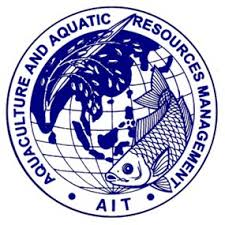 AQUACULTURE AND AQUATIC RESOURCES MANAGEMENT
• AIT •